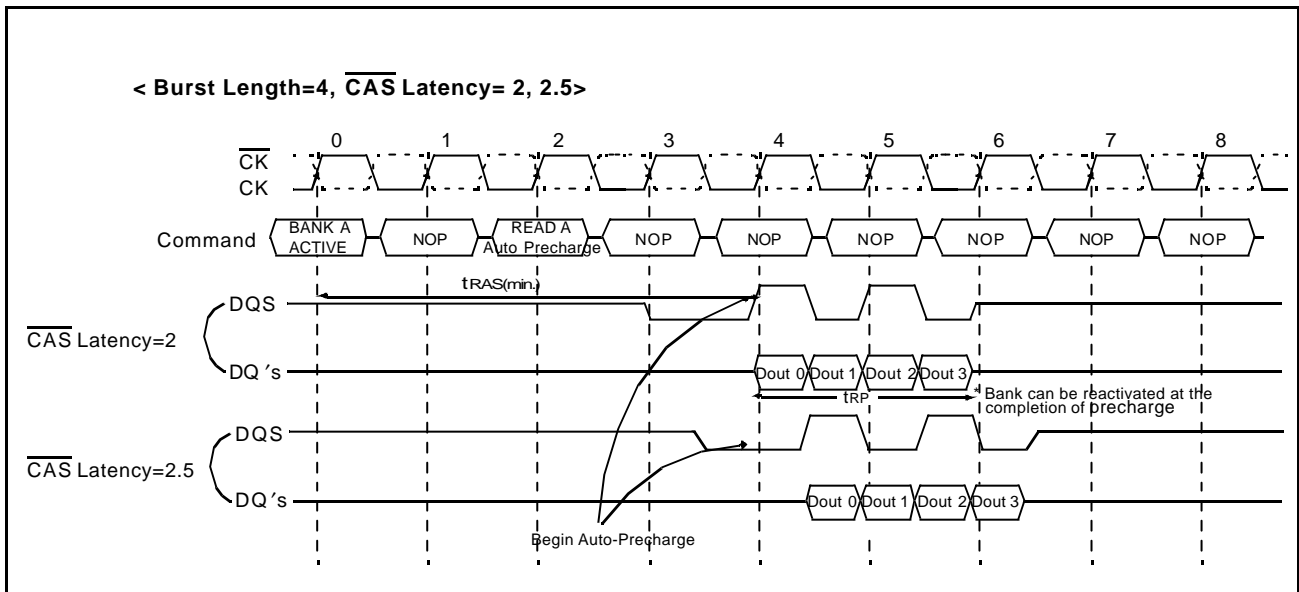 < Burst Length=4, CAS Latency= 2, 2.5>
0 1 2 3 4 5 6 7 8
CK
CK
Command
BANK A ACTIVE
NOP
READ A Auto Precharge
NOP
NOP
NOP
NOP
NOP
NOP
tRAS(min.)
DQS
CAS Latency=2
DQ's
Dout 0 Dout 1 Dout 2 Dout 3
tRP
* Bank can be reactivated at the
completion of precharge
DQS
CAS Latency=2.5
DQ's
Dout 0 Dout 1 Dout 2 Dout 3
Begin Auto-Precharge